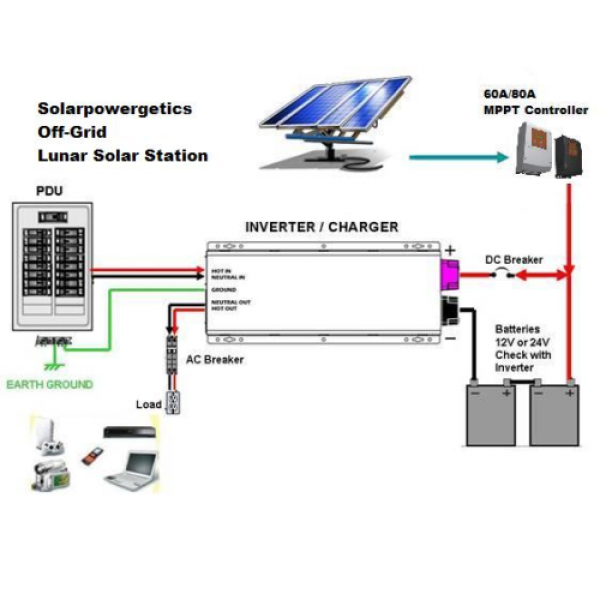 Solarpowergetics
Off-Grid
Lunar Solar Station
60A/80A
MPPT Controller
PDU
INVERTER / CHARGER
HOT IN
NEUTRAL IN
GROUND
NEUTRAL OUT
HOT OUT
+
DC Breaker
−
Batteries
12V or 24V
Check with
Inverter
AC Breaker
EARTH GROUND
Load
- +
- +